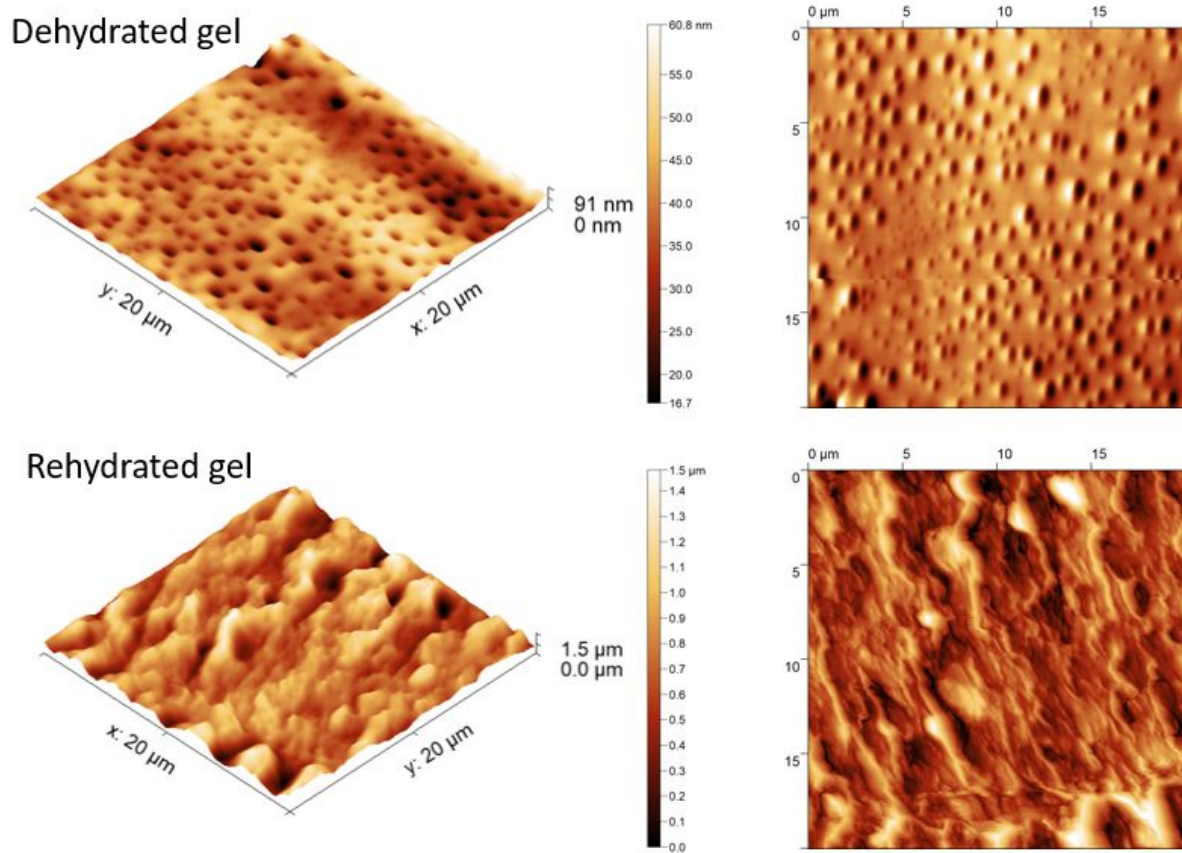 Dehydrated gel
91 nm
0 nm
y: 20 µm
x: 20 µm
60.8 nm
55.0
50.0
45.0
40.0
35.0
30.0
25.0
20.0
16.7
0 µm
5
10
15
0
5
10
15
Rehydrated gel
1.5 µm
0.0 µm
x: 20 µm
y: 20 µm
1.5 µm
1.4
1.3
1.2
1.1
1.0
0.9
0.8
0.7
0.6
0.5
0.4
0.3
0.2
0.1
0.0
0 µm
5
10
15
0
5
10
15